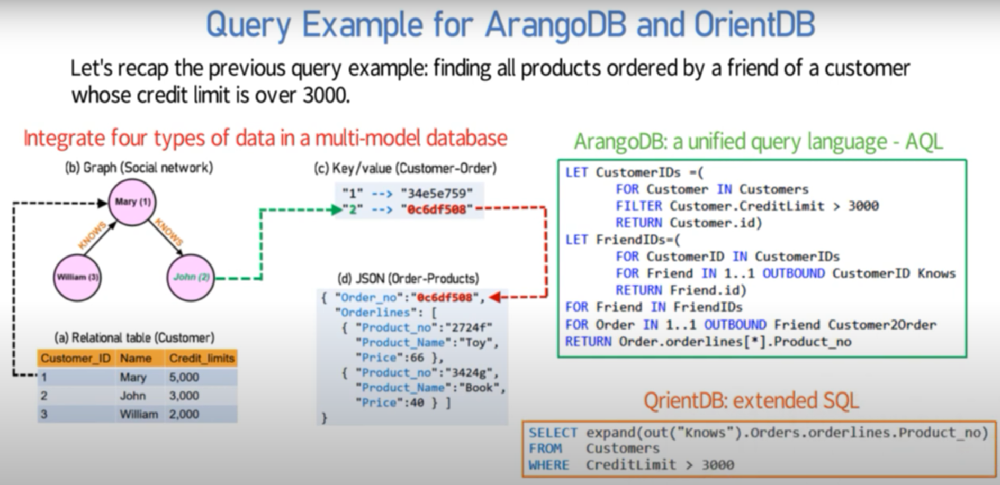 Query Example for ArangoDB and OrientDB
Let's recap the previous query example: finding all products ordered by a friend of a customer
whose credit limit is over 3000.
Integrate four types of data in a multi-model database
(b) Graph (Social network)
Mary (1)
KNOWS
KNOWS
William (3)
John (2)
(a) Relational table (Customer)
Customer_ID Name Credit_limits
1 Mary 5,000
2 John 3,000
3 William 2,000
(c) Key/value (Customer-Order)
"1" --> "34e5e759"
"2" --> "0c6df508"
(d) JSON (Order-Products)
{ "Order_no":"0c6df508",
"Orderlines": [
{ "Product_no":"2724f"
"Product_Name":"Toy",
"Price":66 },
{ "Product_no":"3424g",
"Product_Name":"Book",
"Price":40 } ]
}
ArangoDB: a unified query language - AQL
LET CustomerIDs =(
FOR Customer IN Customers
FILTER Customer.CreditLimit > 3000
RETURN Customer.id)
LET FriendIDs=(
FOR CustomerID IN CustomerIDs
FOR Friend IN 1..1 OUTBOUND CustomerID Knows
RETURN Friend.id)
FOR Friend IN FriendIDs
FOR Order IN 1..1 OUTBOUND Friend Customer2Order
RETURN Order.orderlines[*].Product_no
QrientDB: extended SQL
SELECT expand(out("Knows").Orders.orderlines.Product_no)
FROM Customers
WHERE CreditLimit > 3000